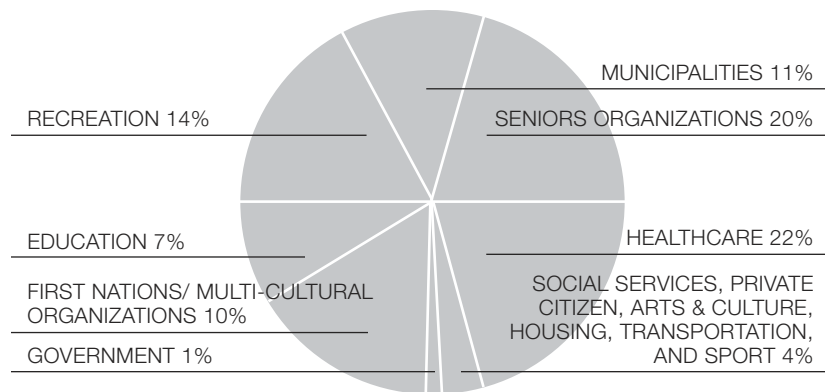 MUNICIPALITIES 11%
RECREATION 14%
SENIORS ORGANIZATIONS 20%
EDUCATION 7%
HEALTHCARE 22%
FIRST NATIONS/ MULTI-CULTURAL
ORGANIZATIONS 10%
GOVERNMENT 1%
SOCIAL SERVICES, PRIVATE
CITIZEN, ARTS & CULTURE,
HOUSING, TRANSPORTATION,
AND SPORT 4%